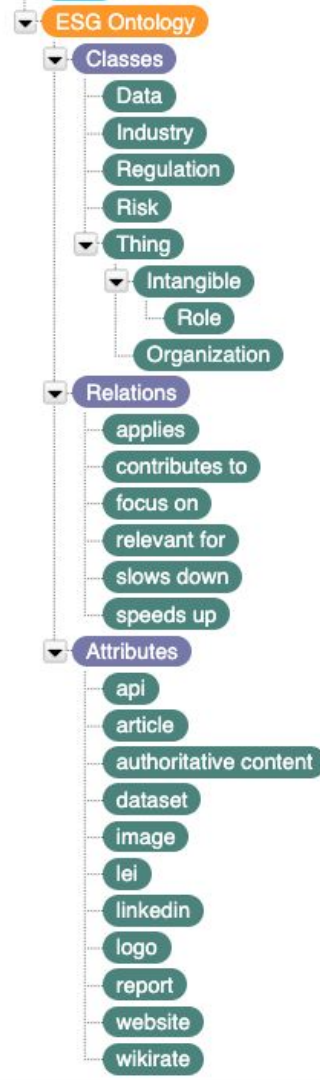 ESG Ontology
Classes
Data
Industry
Regulation
Risk
Thing
Intangible
Role
Organization
Relations
applies
contributes to
focus on
relevant for
slows down
speeds up
Attributes
api
article
authoritative content
dataset
image
lei
linkedin
logo
report
website
wikirate